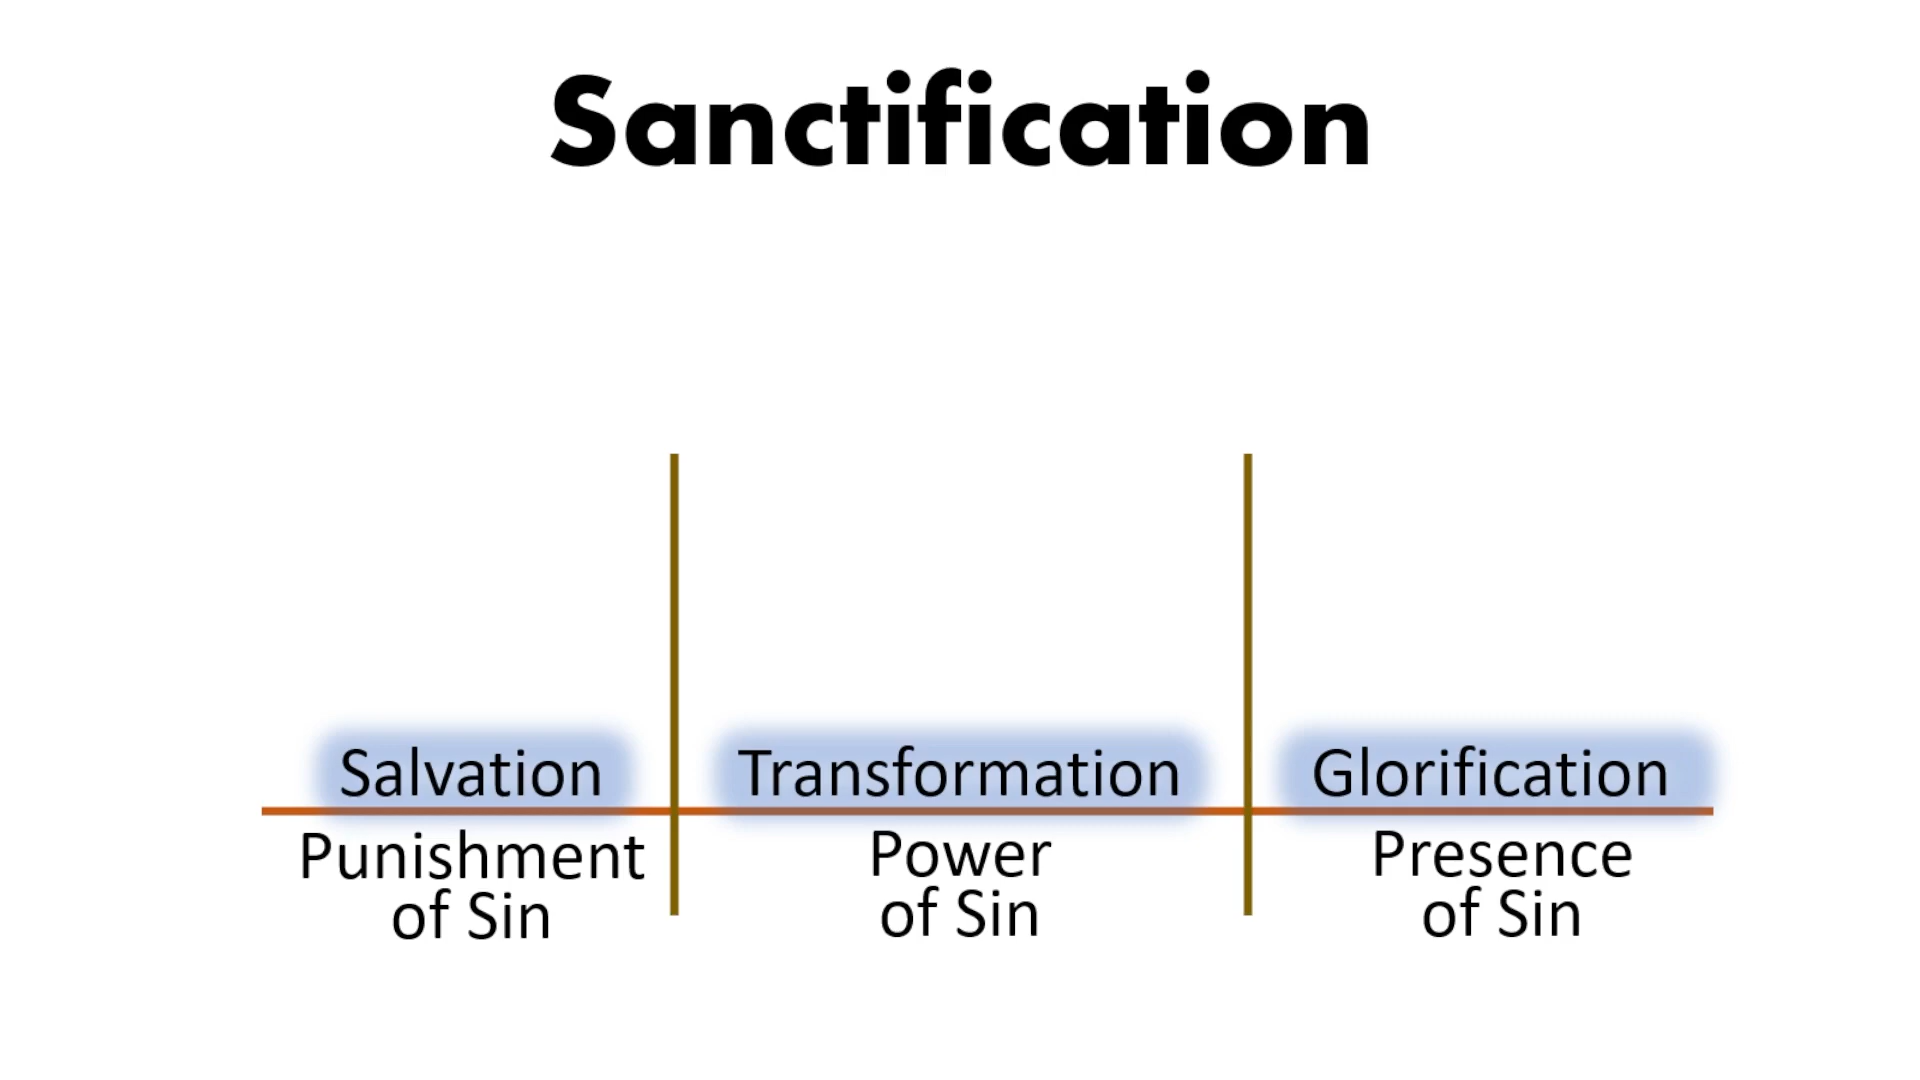 Sanctification
Salvation
Transformation
Glorification
Punishment
of Sin
Power
of Sin
Presence
of Sin